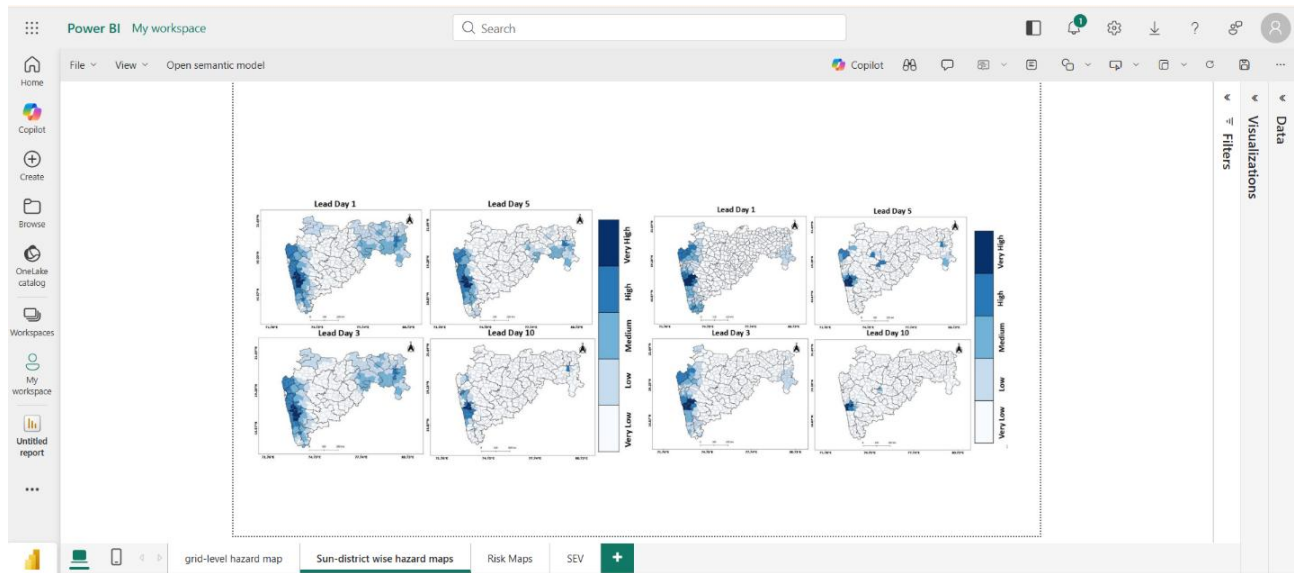 Power BI My workspace
Search
1
Home
File View Open semantic model
Copilot
Copilot
Create
Browse
OneLake
catalog
Workspaces
My
workspace
Untitled
report
Filters
Visualizations
Data
Lead Day 1
Lead Day 5
Lead Day 3
Lead Day 10
Very High
High
Medium
Low
Very Low
Lead Day 1
Lead Day 5
Lead Day 3
Lead Day 10
Very High
High
Medium
Low
Very Low
grid-level hazard map
Sun-district wise hazard maps
Risk Maps
SEV